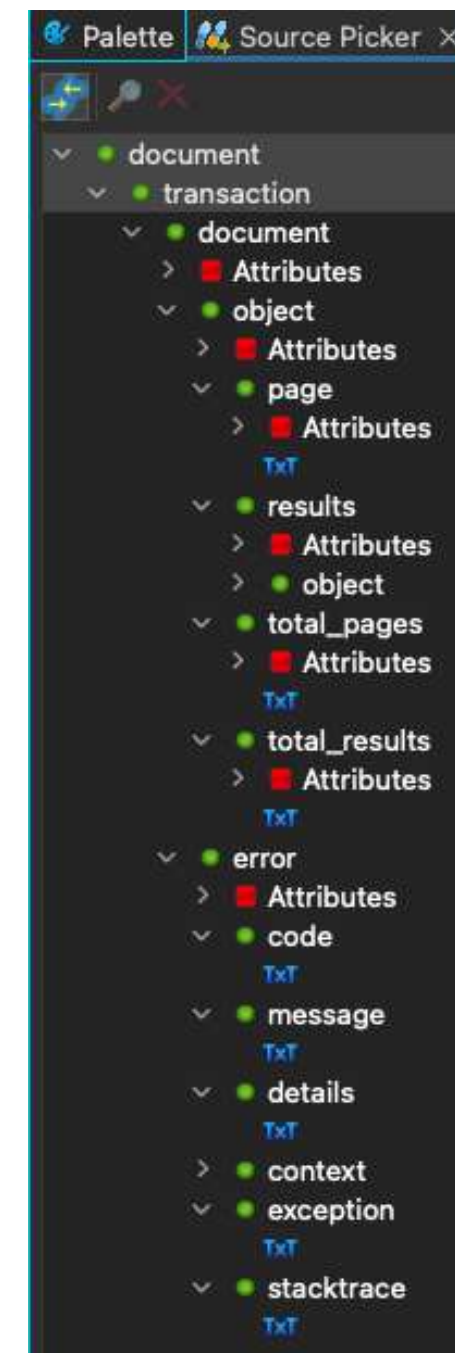 Palette Source Picker
document
transaction
document
Attributes
object
Attributes
page
Attributes
TxT
results
Attributes
object
total_pages
Attributes
TxT
total_results
Attributes
TxT
error
Attributes
code
TxT
message
TxT
details
TxT
context
exception
TxT
stacktrace
TxT